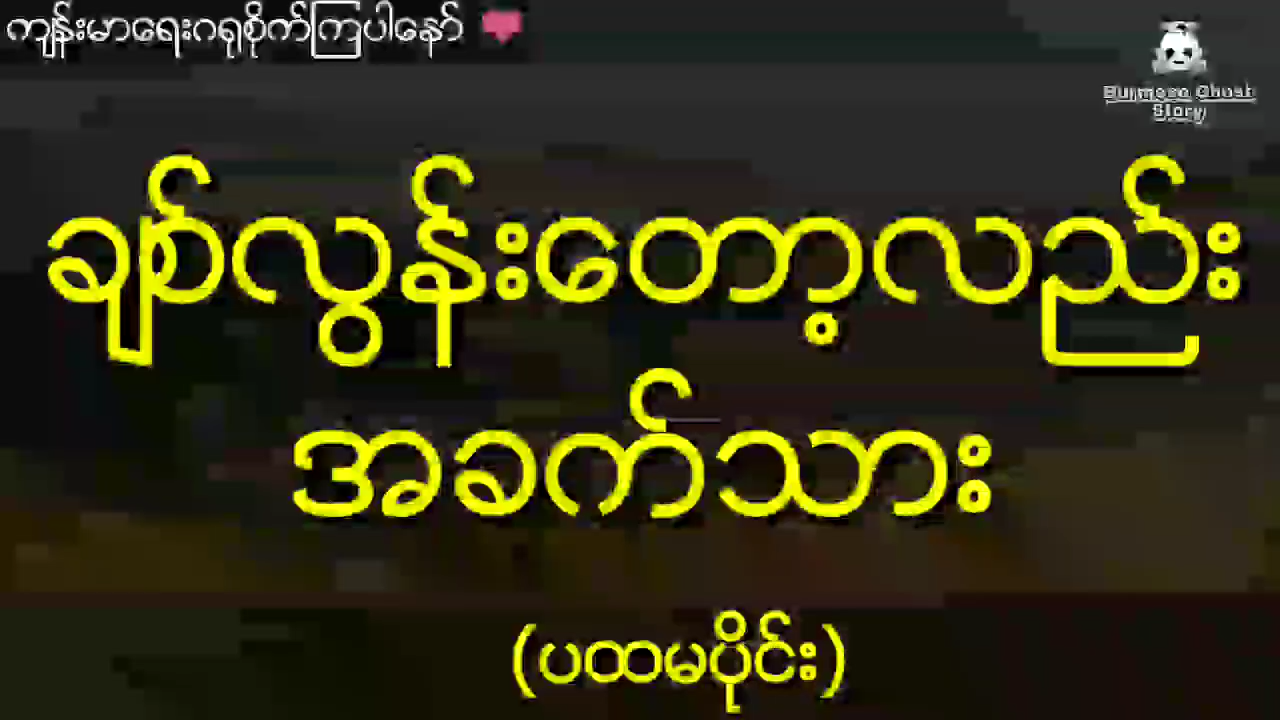 ကျန်းမာရေးဂရုစိုက်ကြပါနော်
Burmese Ghost
Story
ချစ်လွန်းတော့လည်း
အခက်သား
(ပထမပိုင်း)